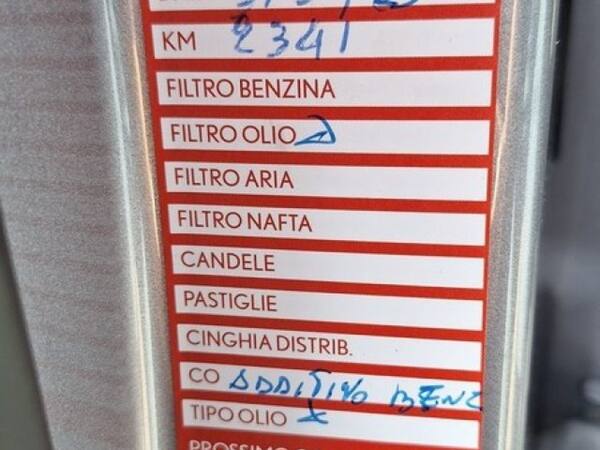 KM 2341
FILTRO BENZINA
FILTRO OLIO
FILTRO ARIA
FILTRO NAFTA
CANDELE
PASTIGLIE
CINGHIA DISTRIB.
CO ADDITIVO BENZ
TIPO OLIO X
PROSSIMO